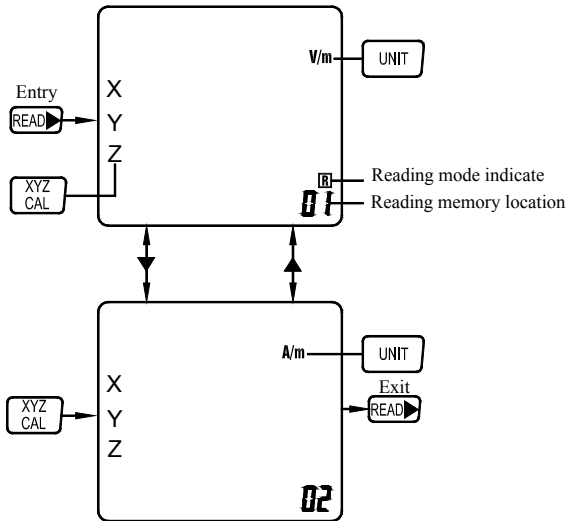 V/m
UNIT
Entry
X
READ
Y
Z
XYZ
CAL
R
Reading mode indicate
01
Reading memory location
A/m
UNIT
X
Exit
XYZ
CAL
Y
READ
Z
02